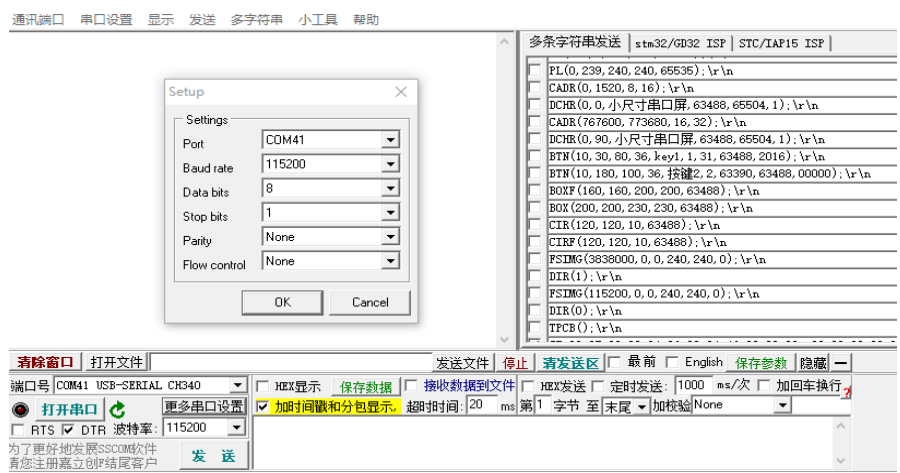 通讯端口 串口设置 显示 发送 多字符串 小工具 帮助
多条字符串发送 stm32/GD32 ISP STC/IAP15 ISP
PL(0, 239, 240, 240, 65535);\r\n
CADR(0, 1520, 8, 16);\r\n
DCHR(0, 0, 小尺寸串口屏, 63488, 65504, 1);\r\n
CADR(767600, 773680, 16, 32);\r\n
DCHR(0, 90, 小尺寸串口屏, 63488, 65504, 1);\r\n
BTN(10, 30, 80, 36, key1, 1, 31, 63488, 2016);\r\n
BTN(10, 180, 100, 36, 按键2, 2, 63390, 63488, 00000);\r\n
BOXF(160, 160, 200, 200, 63488);\r\n
BOX(200, 200, 230, 230, 63488);\r\n
CIR(120, 120, 10, 63488);\r\n
CIRF(120, 120, 10, 63488);\r\n
FSIMG(3838000, 0, 0, 240, 240, 0);\r\n
DIR(1);\r\n
FSIMG(115200, 0, 0, 240, 240, 0);\r\n
DIR(0);\r\n
TPCB();\r\n
Setup
Settings
Port COM41
Baud rate 115200
Data bits 8
Stop bits 1
Parity None
Flow control None
OK Cancel
清除窗口 打开文件 发送文件 停止 清发送区 最前 English 保存参数 隐藏
端口号 COM41 USB-SERIAL CH340 HEX显示 保存数据 接收数据到文件 HEX发送 定时发送: 1000 ms/次 加回车换行
打开串口 更多串口设置 加时间戳和分包显示, 超时时间: 20 ms 第1 字节 至 末尾 加校验 None
RTS DTR 波特率: 115200
为了更好地发展SSCOM软件
请您注册嘉立创F结尾客户
发 送